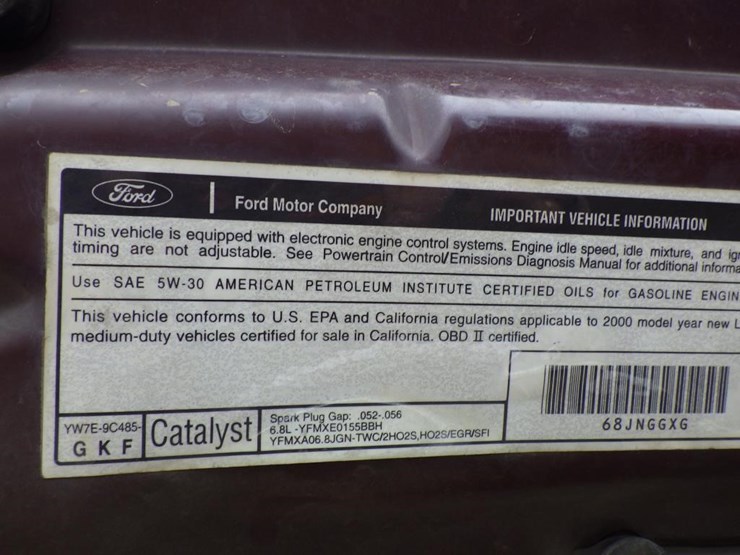 Ford
Ford Motor Company
IMPORTANT VEHICLE INFORMATION
This vehicle is equipped with electronic engine control systems. Engine idle speed, idle mixture, and
timing are not adjustable. See Powertrain Control/Emissions Diagnosis Manual for additional
Use SAE 5W-30 AMERICAN PETROLEUM INSTITUTE CERTIFIED OILS for GASOLINE
This vehicle conforms to U.S. EPA and California regulations applicable to 2000 model year new
medium-duty vehicles certified for sale in California. OBD II certified.
YW7E-9C485-
G K F
Catalyst
Spark Plug Gap: .052-.056
6.8L -YFMXE0155BBH
YFMXA06.8JGN-TWC/2HO2S,HO2S/EGR/SFI
68JNGGXG